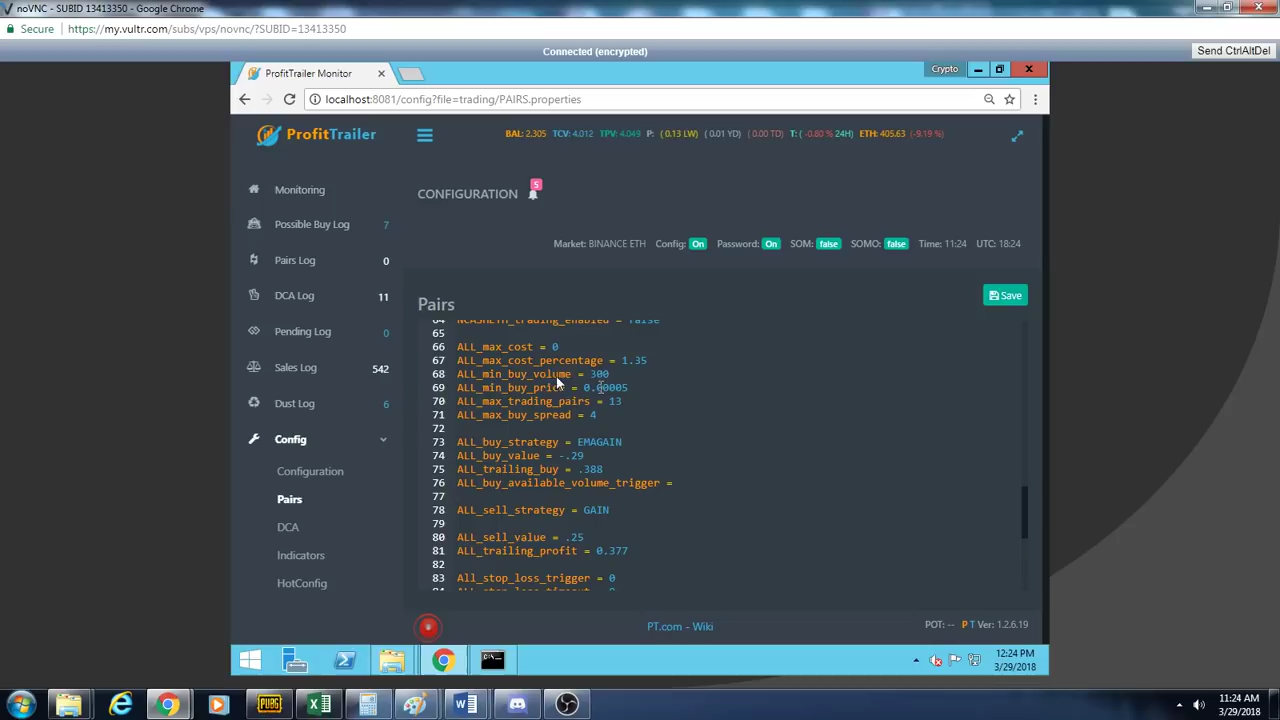 noVNC - SUBID 13413350 - Google Chrome
Secure https://my.vultr.com/subs/vps/novnc/?SUBID=13413350
Connected (encrypted)
Send CtrlAltDel
ProfitTrailer Monitor
Crypto
localhost:8081/config?file=trading/PAIRS.properties
ProfitTrailer
BAL: 2.305 TCV: 4.012 TPV: 4.049 P: ( 0.13 LW) ( 0.01 YD) ( 0.00 TD) T: ( -0.80 % 24H) ETH: 405.63 (-9.19 %)
Monitoring
Possible Buy Log 7
Pairs Log 0
DCA Log 11
Pending Log 0
Sales Log 542
Dust Log 6
Config
Configuration
Pairs
DCA
Indicators
HotConfig
CONFIGURATION 5
Market: BINANCE ETH Config: On Password: On SOM: false SOMO: false Time: 11:24 UTC: 18:24
Pairs
Save
64 NCASHETH_trading_enabled = false
65
66 ALL_max_cost = 0
67 ALL_max_cost_percentage = 1.35
68 ALL_min_buy_volume = 300
69 ALL_min_buy_price = 0.00005
70 ALL_max_trading_pairs = 13
71 ALL_max_buy_spread = 4
72
73 ALL_buy_strategy = EMAGAIN
74 ALL_buy_value = -.29
75 ALL_trailing_buy = .388
76 ALL_buy_available_volume_trigger =
77
78 ALL_sell_strategy = GAIN
79
80 ALL_sell_value = .25
81 ALL_trailing_profit = 0.377
82
83 All_stop_loss_trigger = 0
84 ALL_stop_loss_timeout = 0
PT.com - Wiki
POT: -- P T Ver: 1.2.6.19
12:24 PM
3/29/2018
PUBG
11:24 AM
3/29/2018